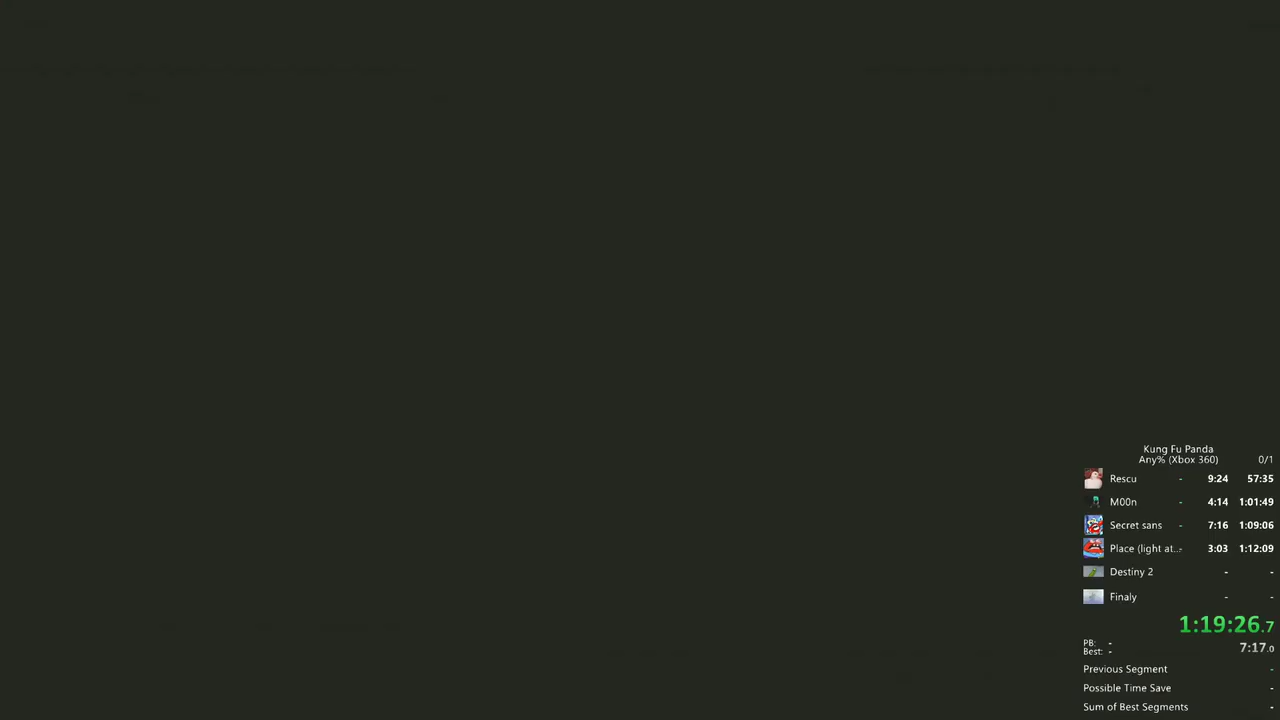 Kung Fu Panda
Any% (Xbox 360) 0/1
Rescu - 9:24 57:35
M00n - 4:14 1:01:49
Secret sans - 7:16 1:09:06
Place (light at... - 3:03 1:12:09
Destiny 2 - -
Finaly - -
1:19:26.7
PB: - 
Best: - 7:17.0
Previous Segment -
Possible Time Save -
Sum of Best Segments -